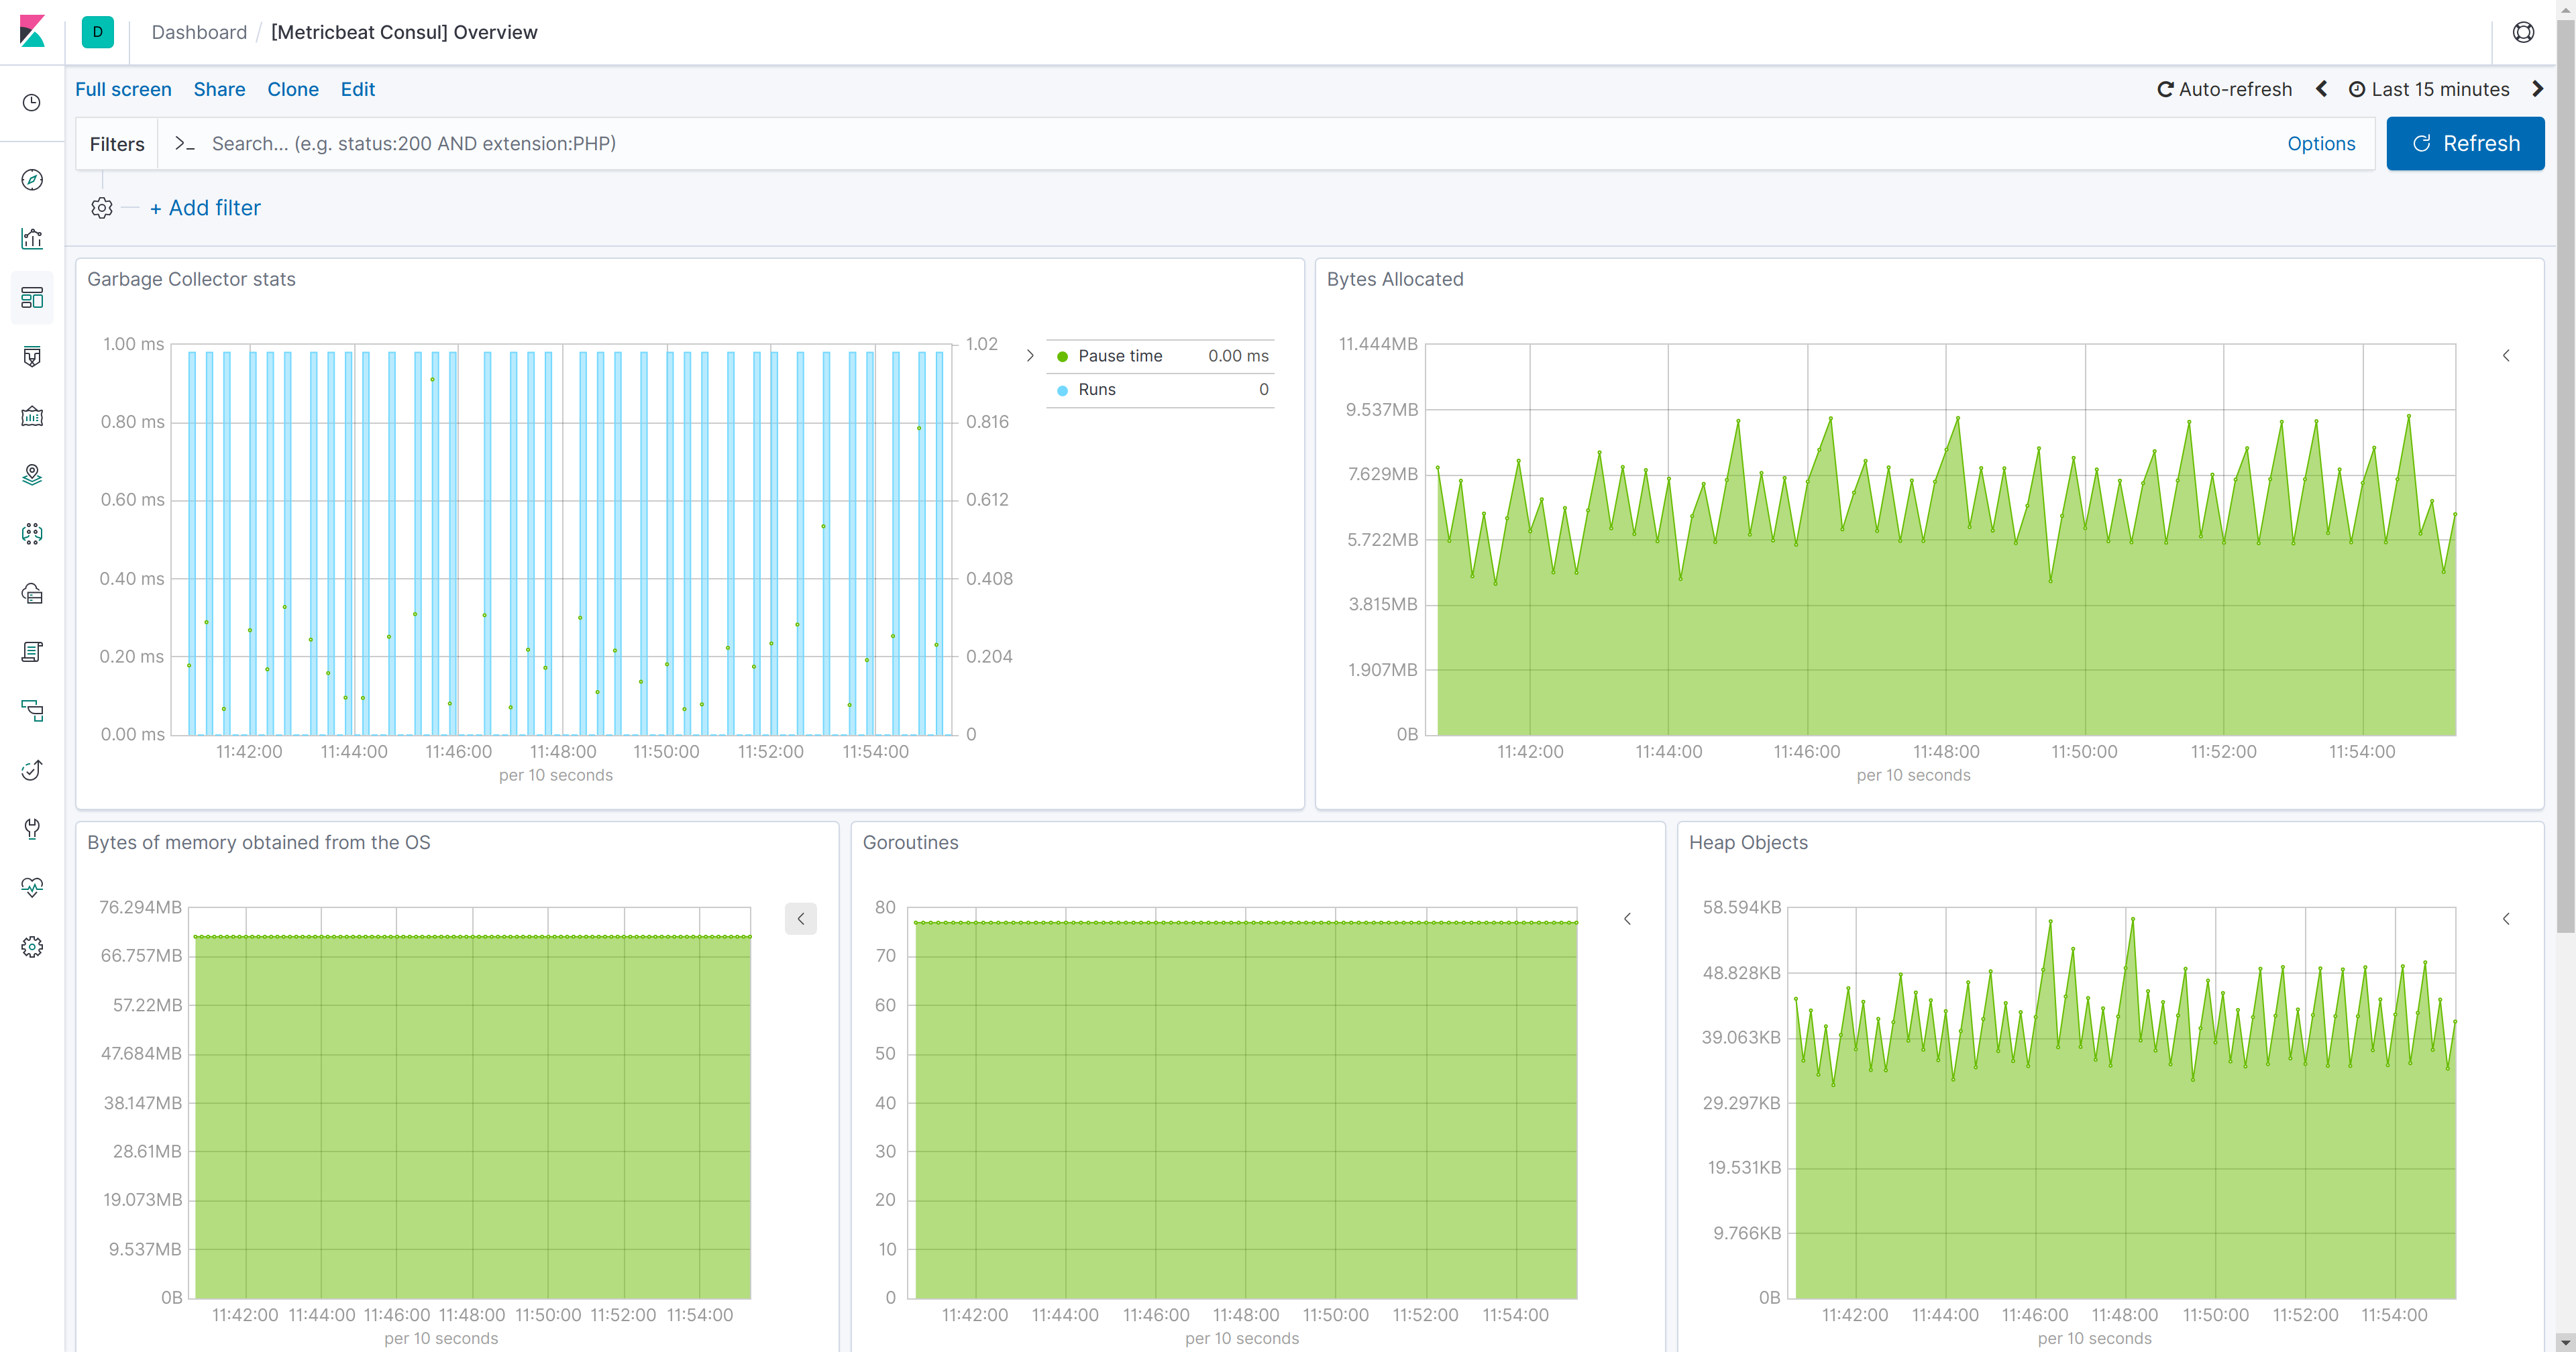 D Dashboard / [Metricbeat Consul] Overview
Full screen Share Clone Edit Auto-refresh Last 15 minutes
Filters >_ Search... (e.g. status:200 AND extension:PHP) Options Refresh
+ Add filter
Garbage Collector stats
1.00 ms
0.80 ms
0.60 ms
0.40 ms
0.20 ms
0.00 ms
1.02
0.816
0.612
0.408
0.204
0
11:42:00 11:44:00 11:46:00 11:48:00 11:50:00 11:52:00 11:54:00
per 10 seconds
Pause time 0.00 ms
Runs 0
Bytes Allocated
11.444MB
9.537MB
7.629MB
5.722MB
3.815MB
1.907MB
0B
11:42:00 11:44:00 11:46:00 11:48:00 11:50:00 11:52:00 11:54:00
per 10 seconds
Bytes of memory obtained from the OS
76.294MB
66.757MB
57.22MB
47.684MB
38.147MB
28.61MB
19.073MB
9.537MB
0B
11:42:00 11:44:00 11:46:00 11:48:00 11:50:00 11:52:00 11:54:00
per 10 seconds
Goroutines
80
70
60
50
40
30
20
10
0
11:42:00 11:44:00 11:46:00 11:48:00 11:50:00 11:52:00 11:54:00
per 10 seconds
Heap Objects
58.594KB
48.828KB
39.063KB
29.297KB
19.531KB
9.766KB
0B
11:42:00 11:44:00 11:46:00 11:48:00 11:50:00 11:52:00 11:54:00
per 10 seconds